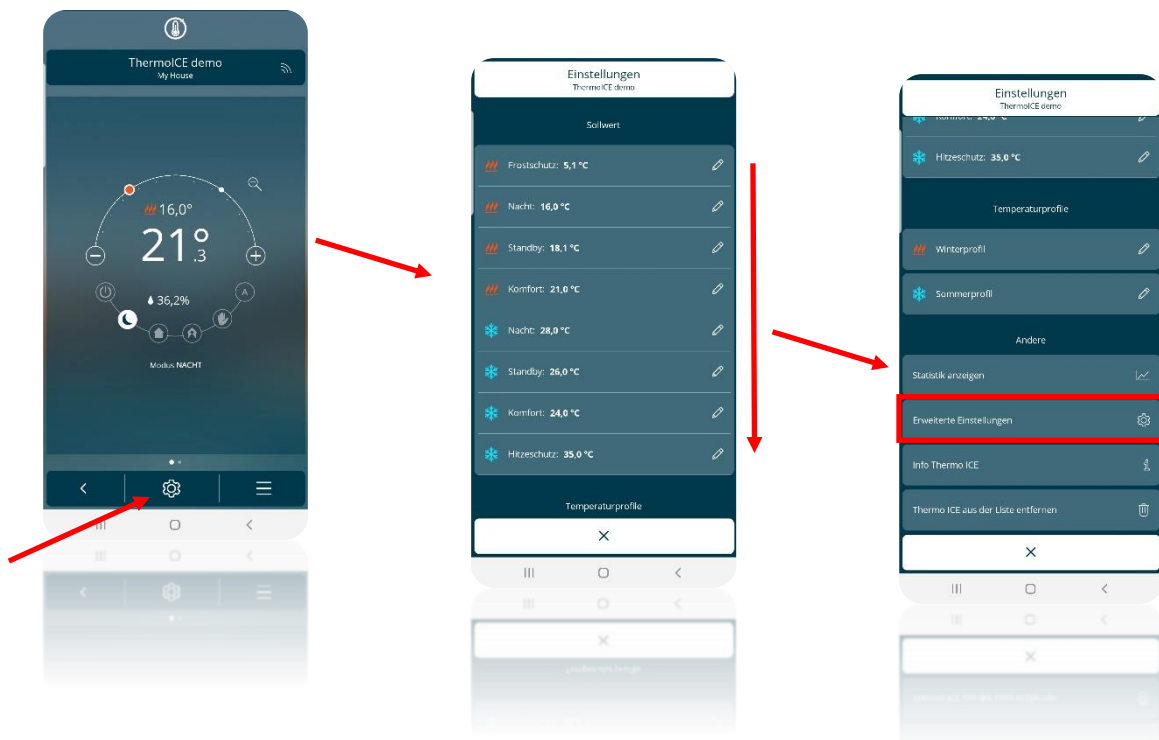 ThermoICE demo
My House
16,0°
21°.3
36,2%
A
Modus NACHT
Einstellungen
ThermoICE demo
Sollwert
Frostschutz: 5,1 °C
Nacht: 16,0 °C
Standby: 18,1 °C
Komfort: 21,0 °C
Nacht: 28,0 °C
Standby: 26,0 °C
Komfort: 24,0 °C
Hitzeschutz: 35,0 °C
Temperaturprofile
Einstellungen
ThermoICE demo
Komfort: 24,0 °C
Hitzeschutz: 35,0 °C
Temperaturprofile
Winterprofil
Sommerprofil
Andere
Statistik anzeigen
Erweiterte Einstellungen
Info Thermo ICE
Thermo ICE aus der Liste entfernen